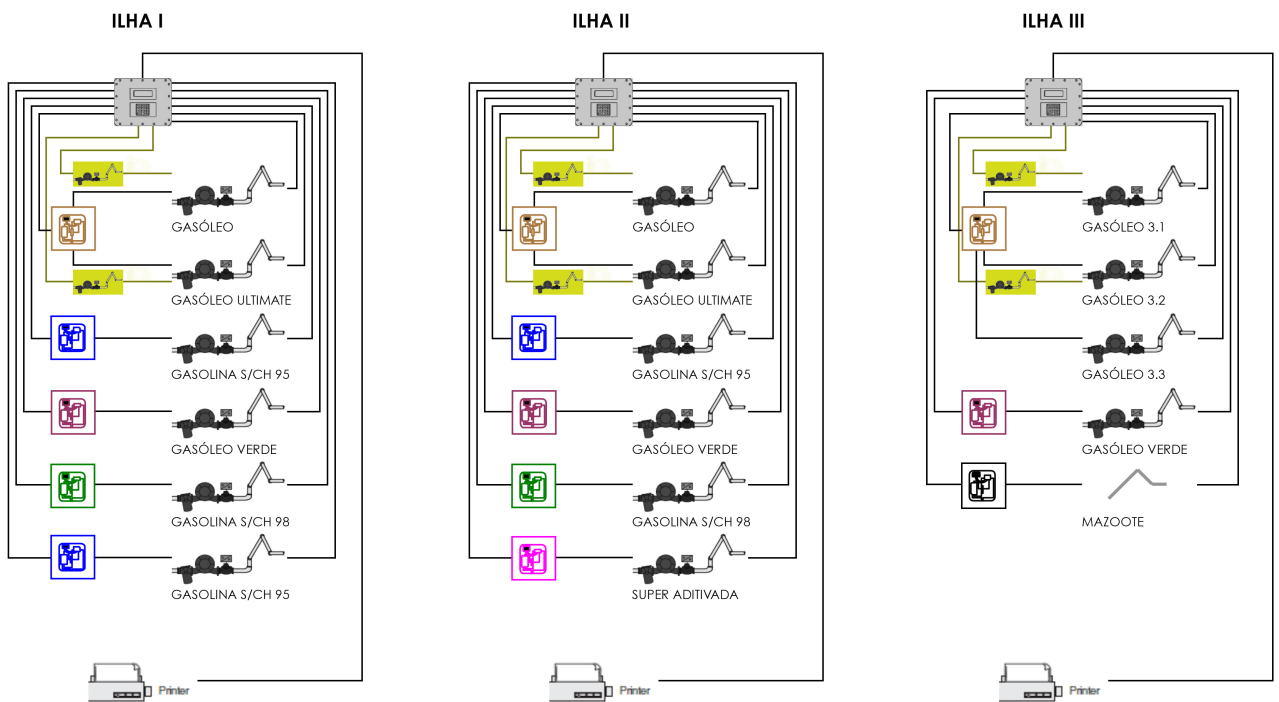 ILHA I
GASÓLEO
GASÓLEO ULTIMATE
GASOLINA S/CH 95
GASÓLEO VERDE
GASOLINA S/CH 98
GASOLINA S/CH 95
Printer
ILHA II
GASÓLEO
GASÓLEO ULTIMATE
GASOLINA S/CH 95
GASÓLEO VERDE
GASOLINA S/CH 98
SUPER ADITIVADA
Printer
ILHA III
GASÓLEO 3.1
GASÓLEO 3.2
GASÓLEO 3.3
GASÓLEO VERDE
MAZOOTE
Printer